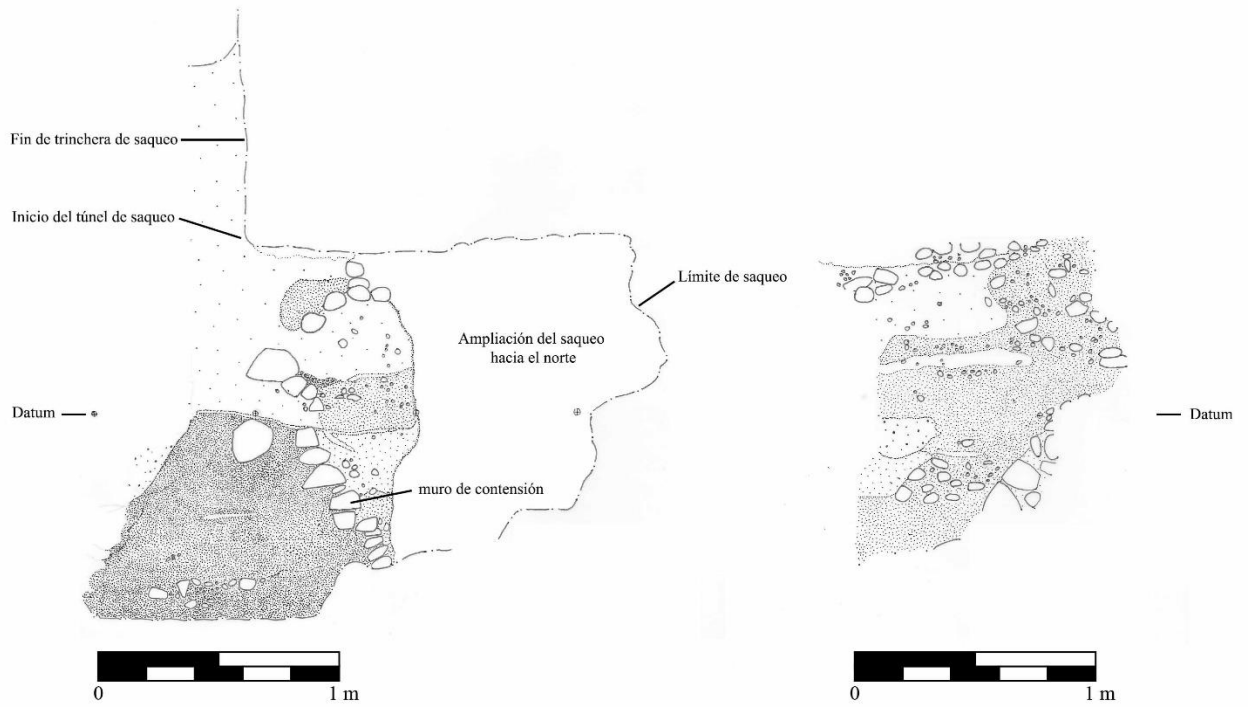 Fin de trinchera de saqueo
Inicio del túnel de saqueo
Límite de saqueo
Ampliación del saqueo
hacia el norte
Datum
Datum
muro de contensión
0
1 m
0
1 m